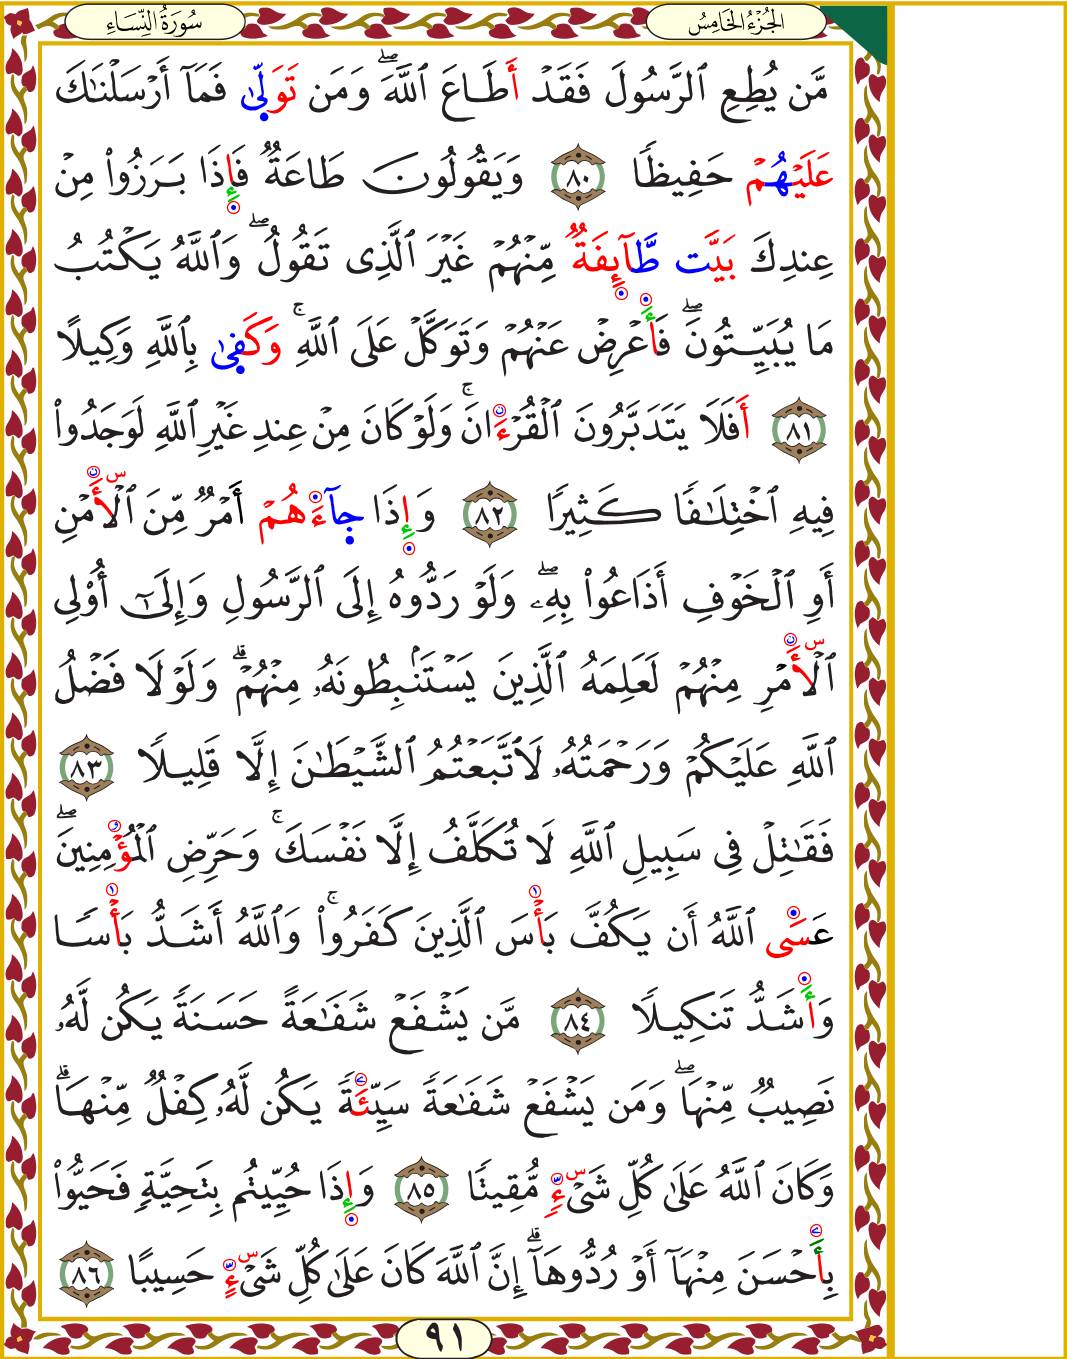 سُورَةُ النِّسَاءِ
الجُزْءُ الخَامِسُ
مَّن يُطِعِ ٱلرَّسُولَ فَقَدْ أَطَاعَ ٱللَّهَ ۖ وَمَن تَوَلَّىٰ فَمَآ أَرْسَلْنَٰكَ
عَلَيْهُمْ حَفِيظًا ٨٠ وَيَقُولُونَ طَاعَةٌ فَإِذَا بَرَزُوا۟ مِنْ
عِندِكَ بَيَّت طَّآئِفَةٌ مِّنْهُمْ غَيْرَ ٱلَّذِى تَقُولُ ۖ وَٱللَّهُ يَكْتُبُ
مَا يُبَيِّتُونَ ۖ فَأَعْرِضْ عَنْهُمْ وَتَوَكَّلْ عَلَى ٱللَّهِ ۚ وَكَفَىٰ بِٱللَّهِ وَكِيلًا
٨١ أَفَلَا يَتَدَبَّرُونَ ٱلْقُرْءَانَ ۚ وَلَوْ كَانَ مِنْ عِندِ غَيْرِ ٱللَّهِ لَوَجَدُوا۟
فِيهِ ٱخْتِلَٰفًا كَثِيرًا ٨٢ وَإِذَا جَآءَهُمْ أَمْرٌ مِّنَ ٱلْأَمْنِ
أَوِ ٱلْخَوْفِ أَذَاعُوا۟ بِهِۦ ۖ وَلَوْ رَدُّوهُ إِلَى ٱلرَّسُولِ وَإِلَىٰٓ أُو۟لِى
ٱلْأَمْرِ مِنْهُمْ لَعَلِمَهُ ٱلَّذِينَ يَسْتَنۢبِطُونَهُۥ مِنْهُمْ ۗ وَلَوْلَا فَضْلُ
ٱللَّهِ عَلَيْكُمْ وَرَحْمَتُهُۥ لَٱتَّبَعْتُمُ ٱلشَّيْطَٰنَ إِلَّا قَلِيلًا ٨٣
فَقَٰتِلْ فِى سَبِيلِ ٱللَّهِ لَا تُكَلَّفُ إِلَّا نَفْسَكَ ۚ وَحَرِّضِ ٱلْمُؤْمِنِينَ ۖ
عَسَى ٱللَّهُ أَن يَكُفَّ بَأْسَ ٱلَّذِينَ كَفَرُوا۟ ۚ وَٱللَّهُ أَشَدُّ بَأْسًا
وَأَشَدُّ تَنكِيلًا ٨٤ مَّن يَشْفَعْ شَفَٰعَةً حَسَنَةً يَكُن لَّهُۥ
نَصِيبٌ مِّنْهَا ۖ وَمَن يَشْفَعْ شَفَٰعَةً سَيِّئَةً يَكُن لَّهُۥ كِفْلٌ مِّنْهَا ۗ
وَكَانَ ٱللَّهُ عَلَىٰ كُلِّ شَىْءٍ مُّقِيتًا ٨٥ وَإِذَا حُيِّيتُم بِتَحِيَّةٍ فَحَيُّوا۟
بِأَحْسَنَ مِنْهَآ أَوْ رُدُّوهَآ ۗ إِنَّ ٱللَّهَ كَانَ عَلَىٰ كُلِّ شَىْءٍ حَسِيبًا ٨٦
٩١